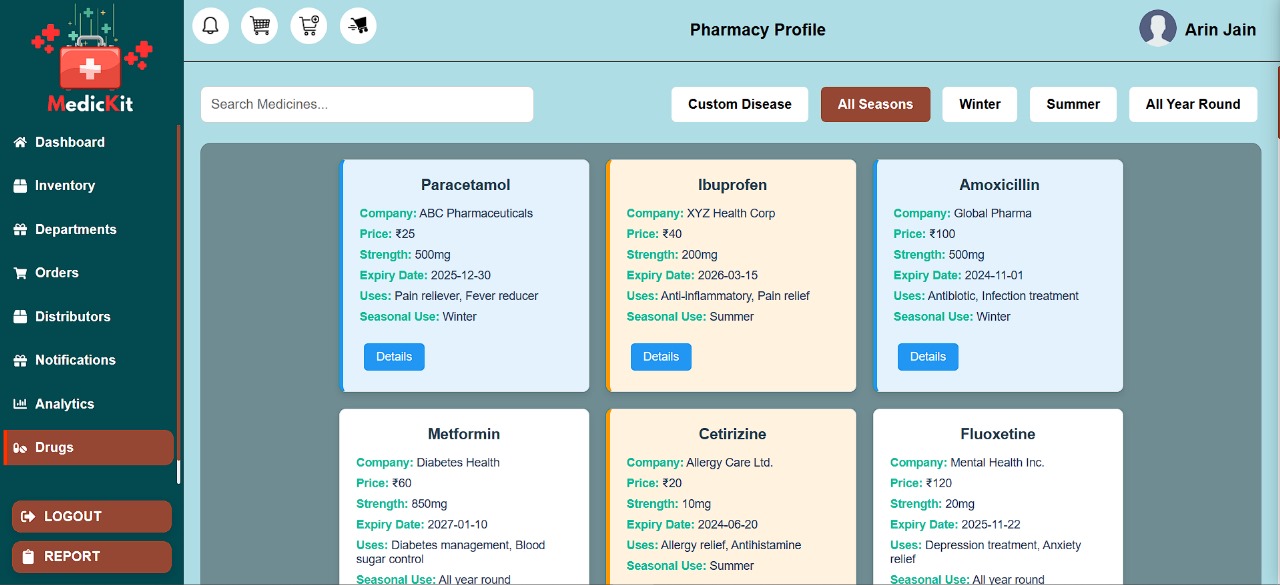 MedicKit
Dashboard
Inventory
Departments
Orders
Distributors
Notifications
Analytics
Drugs
LOGOUT
REPORT
Pharmacy Profile
Arin Jain
Search Medicines...
Custom Disease
All Seasons
Winter
Summer
All Year Round
Paracetamol
Company: ABC Pharmaceuticals
Price: ₹25
Strength: 500mg
Expiry Date: 2025-12-30
Uses: Pain reliever, Fever reducer
Seasonal Use: Winter
Details
Ibuprofen
Company: XYZ Health Corp
Price: ₹40
Strength: 200mg
Expiry Date: 2026-03-15
Uses: Anti-inflammatory, Pain relief
Seasonal Use: Summer
Details
Amoxicillin
Company: Global Pharma
Price: ₹100
Strength: 500mg
Expiry Date: 2024-11-01
Uses: Antibiotic, Infection treatment
Seasonal Use: Winter
Details
Metformin
Company: Diabetes Health
Price: ₹60
Strength: 850mg
Expiry Date: 2027-01-10
Uses: Diabetes management, Blood
sugar control
Seasonal Use: All year round
Cetirizine
Company: Allergy Care Ltd.
Price: ₹20
Strength: 10mg
Expiry Date: 2024-06-20
Uses: Allergy relief, Antihistamine
Seasonal Use: Summer
Fluoxetine
Company: Mental Health Inc.
Price: ₹120
Strength: 20mg
Expiry Date: 2025-11-22
Uses: Depression treatment, Anxiety
relief
Seasonal Use: All year round